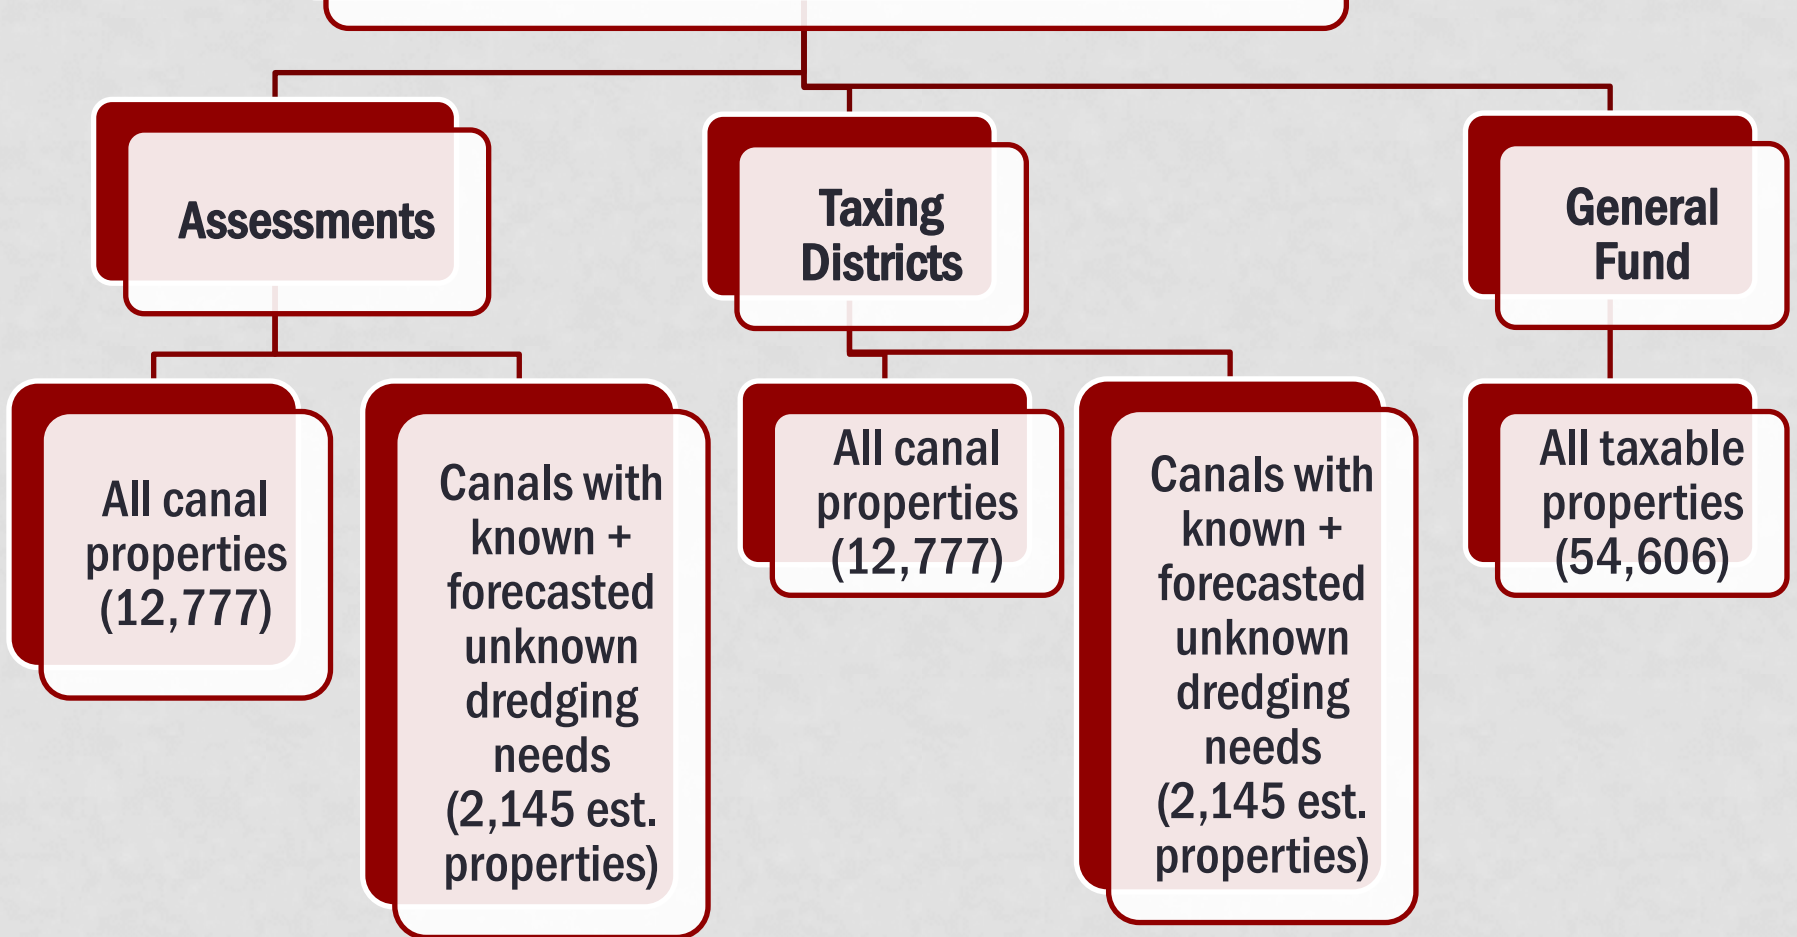 Assessments
Taxing
Districts
General
Fund
All canal
properties
(12,777)
Canals with
known +
forecasted
unknown
dredging
needs
(2,145 est.
properties)
All canal
properties
(12,777)
Canals with
known +
forecasted
unknown
dredging
needs
(2,145 est.
properties)
All taxable
properties
(54,606)